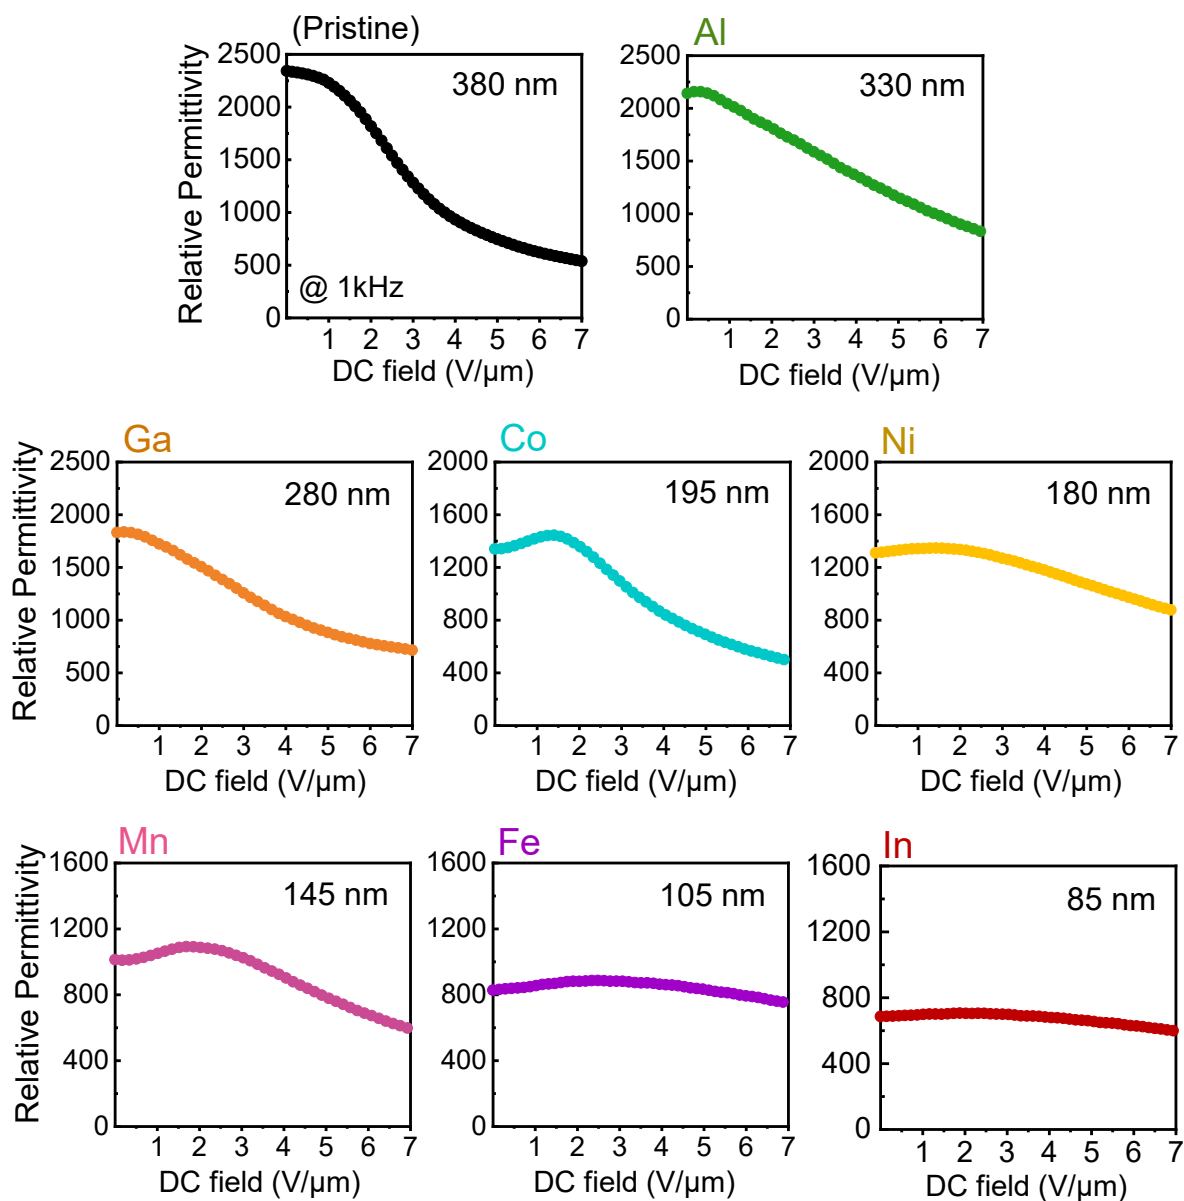 (Pristine)
Relative Permittivity
2500
2000
1500
1000
500
0
380 nm
@ 1kHz
1 2 3 4 5 6 7
DC field (V/µm)
Al
2500
2000
1500
1000
500
0
330 nm
1 2 3 4 5 6 7
DC field (V/µm)
Ga
Relative Permittivity
2500
2000
1500
1000
500
0
280 nm
1 2 3 4 5 6 7
DC field (V/µm)
Co
2000
1600
1200
800
400
0
195 nm
1 2 3 4 5 6 7
DC field (V/µm)
Ni
2000
1600
1200
800
400
0
180 nm
1 2 3 4 5 6 7
DC field (V/µm)
Mn
Relative Permittivity
1600
1200
800
400
0
145 nm
1 2 3 4 5 6 7
DC field (V/µm)
Fe
1600
1200
800
400
0
105 nm
1 2 3 4 5 6 7
DC field (V/µm)
In
1600
1200
800
400
0
85 nm
1 2 3 4 5 6 7
DC field (V/µm)